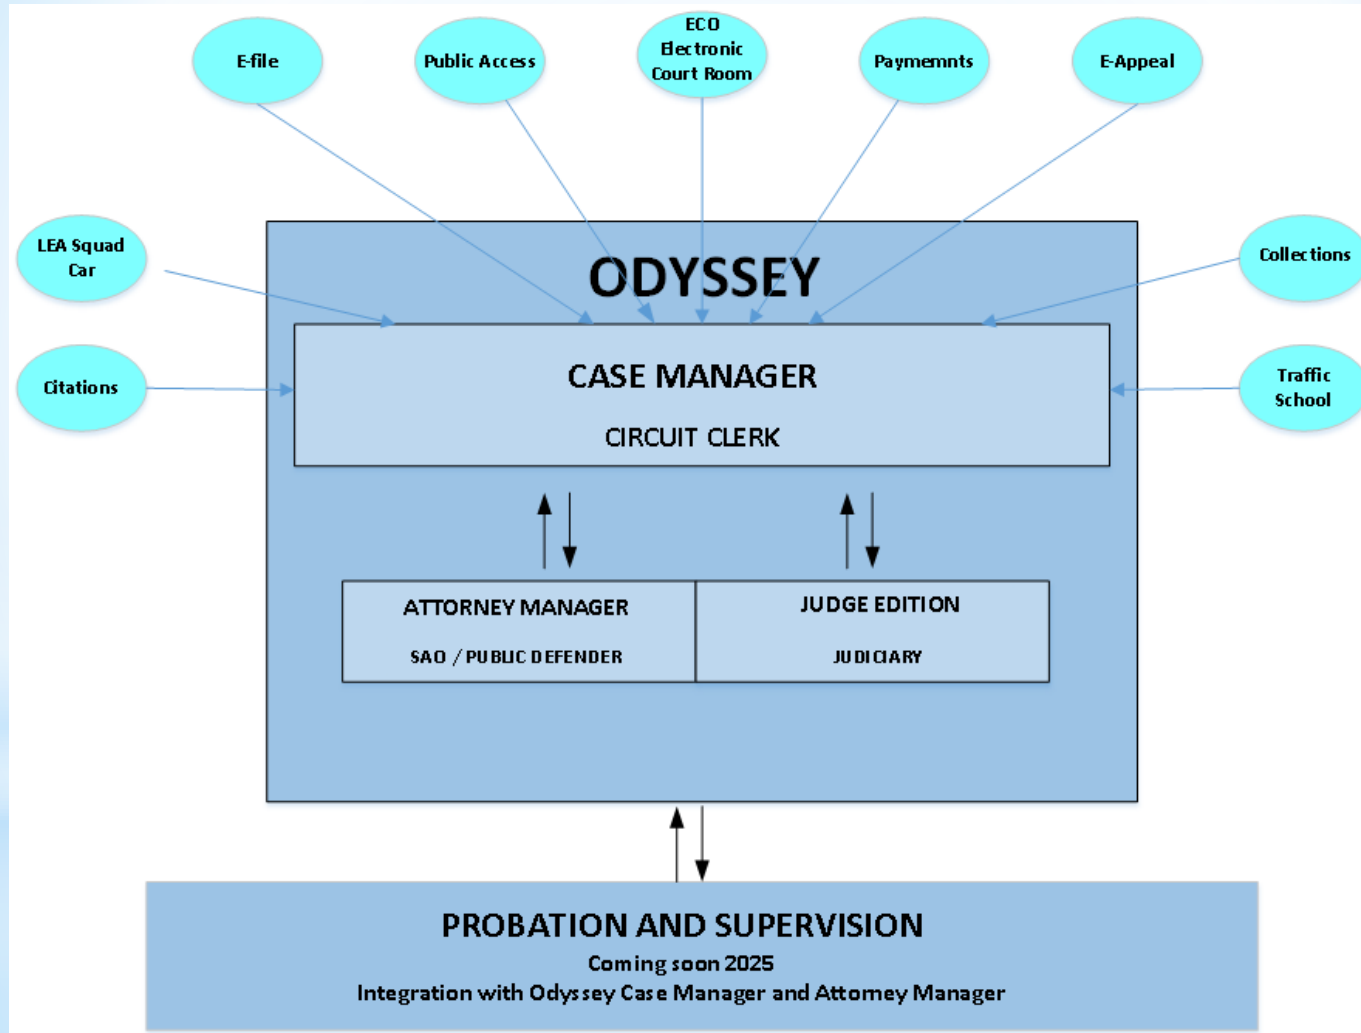 E-file
Public Access
ECO
Electronic
Court Room
Paymemnts
E-Appeal
LEA Squad
Car
Collections
Citations
Traffic
School
ODYSSEY
CASE MANAGER
CIRCUIT CLERK
ATTORNEY MANAGER
SAO / PUBLIC DEFENDER
JUDGE EDITION
JUDICIARY
PROBATION AND SUPERVISION
Coming soon 2025
Integration with Odyssey Case Manager and Attorney Manager